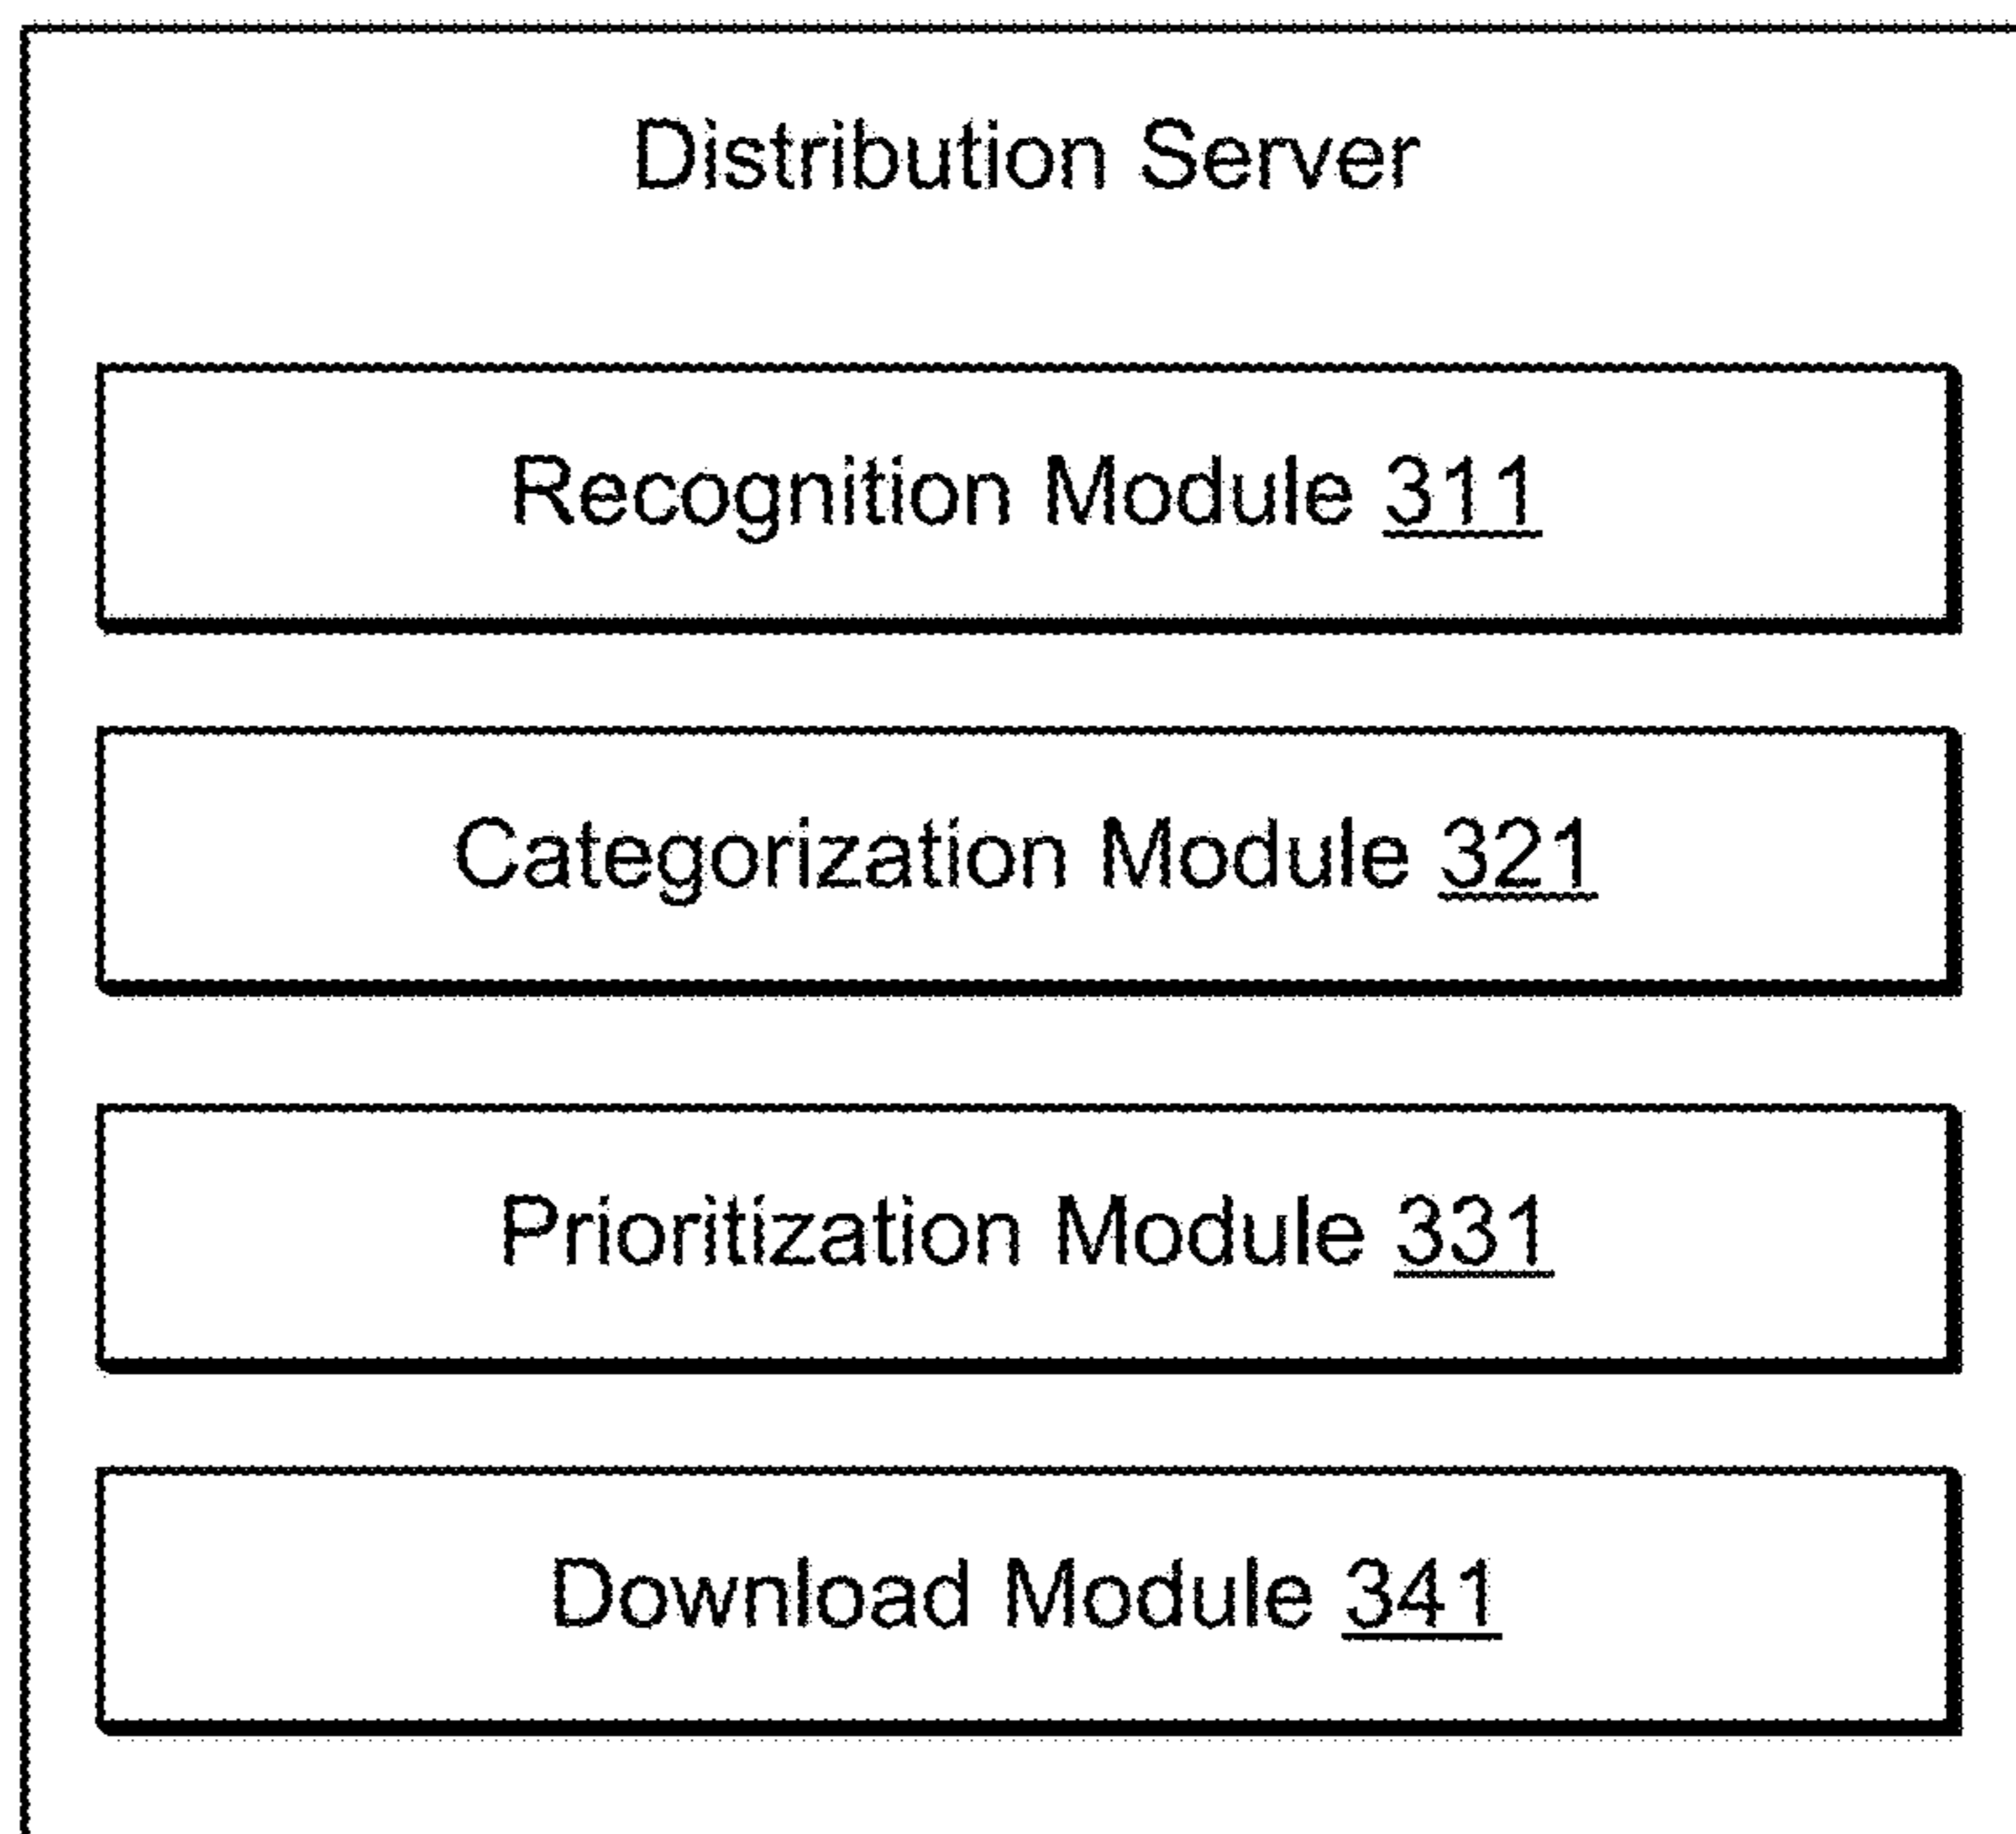 Distribution Server
Recognition Module 311
Categorization Module 321
Prioritization Module 331
Download Module 341